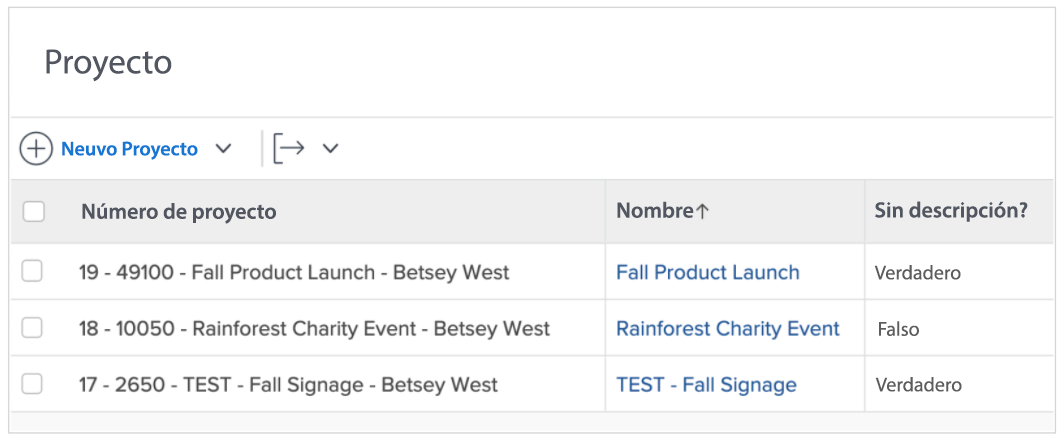 Proyecto
Neuvo Proyecto
Número de proyecto Nombre↑ Sin descripción?
19 - 49100 - Fall Product Launch - Betsey West Fall Product Launch Verdadero
18 - 10050 - Rainforest Charity Event - Betsey West Rainforest Charity Event Falso
17 - 2650 - TEST - Fall Signage - Betsey West TEST - Fall Signage Verdadero